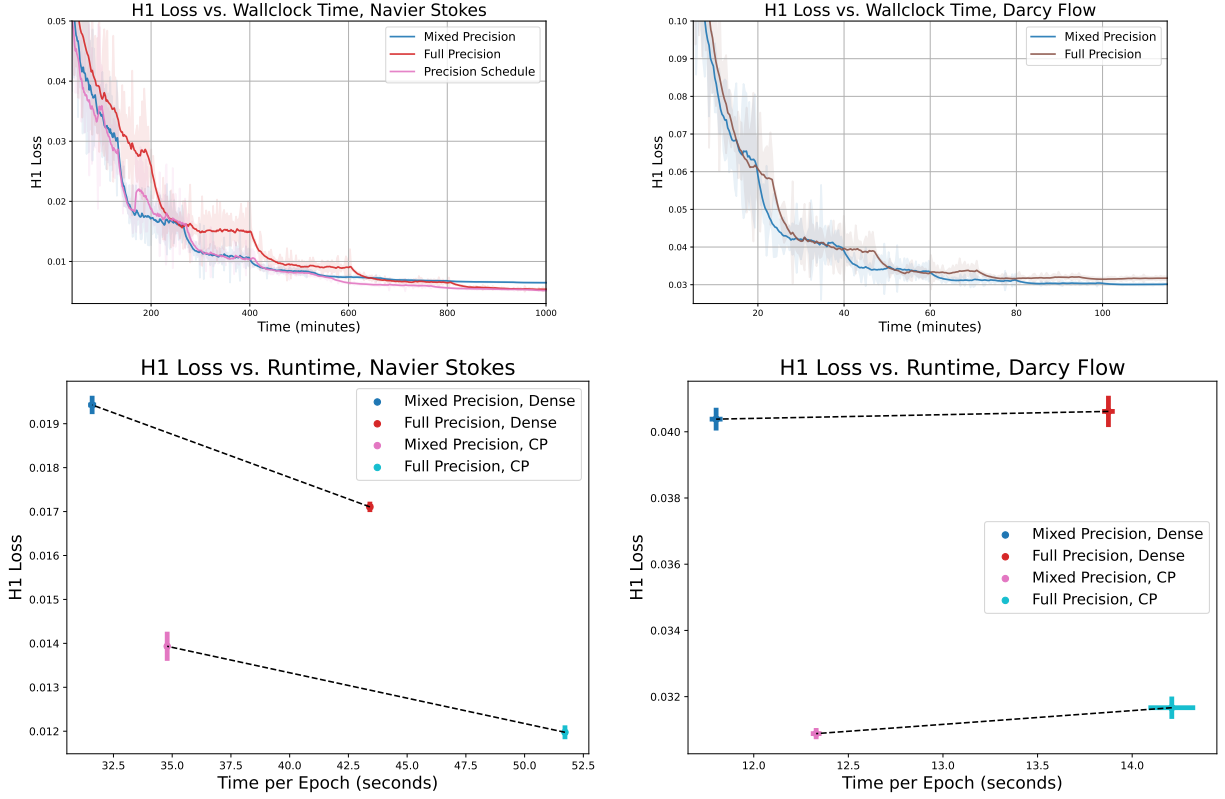 H1 Loss vs. Wallclock Time, Navier Stokes
0.05
0.04
0.03
0.02
0.01
H1 Loss
Mixed Precision
Full Precision
Precision Schedule
200
400
600
800
1000
Time (minutes)
H1 Loss vs. Wallclock Time, Darcy Flow
0.10
0.09
0.08
0.07
0.06
0.05
0.04
0.03
H1 Loss
Mixed Precision
Full Precision
20
40
60
80
100
Time (minutes)
H1 Loss vs. Runtime, Navier Stokes
0.019
0.018
0.017
0.016
0.015
0.014
0.013
0.012
H1 Loss
Mixed Precision, Dense
Full Precision, Dense
Mixed Precision, CP
Full Precision, CP
32.5
35.0
37.5
40.0
42.5
45.0
47.5
50.0
52.5
Time per Epoch (seconds)
H1 Loss vs. Runtime, Darcy Flow
0.040
0.038
0.036
0.034
0.032
H1 Loss
Mixed Precision, Dense
Full Precision, Dense
Mixed Precision, CP
Full Precision, CP
12.0
12.5
13.0
13.5
14.0
Time per Epoch (seconds)